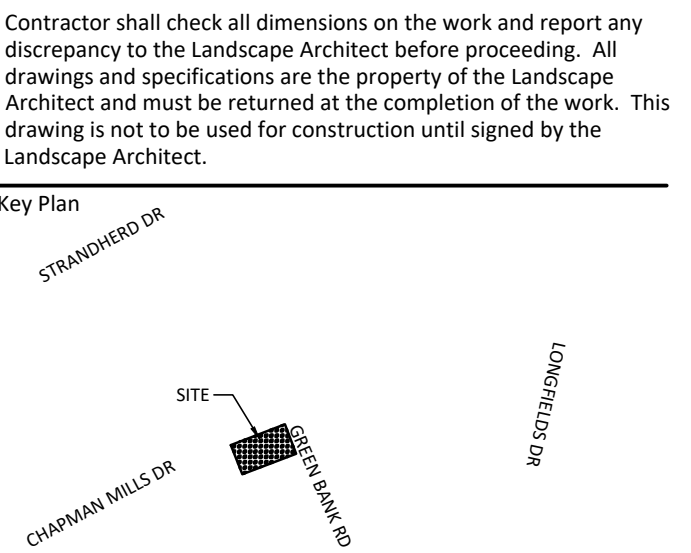 Contractor shall check all dimensions on the work and report any
discrepancy to the Landscape Architect before proceeding. All
drawings and specifications are the property of the Landscape
Architect and must be returned at the completion of the work. This
drawing is not to be used for construction until signed by the
Landscape Architect.
Key Plan
STRANDHERD DR
LONGFIELDS DR
SITE
GREEN BANK RD
CHAPMAN MILLS DR